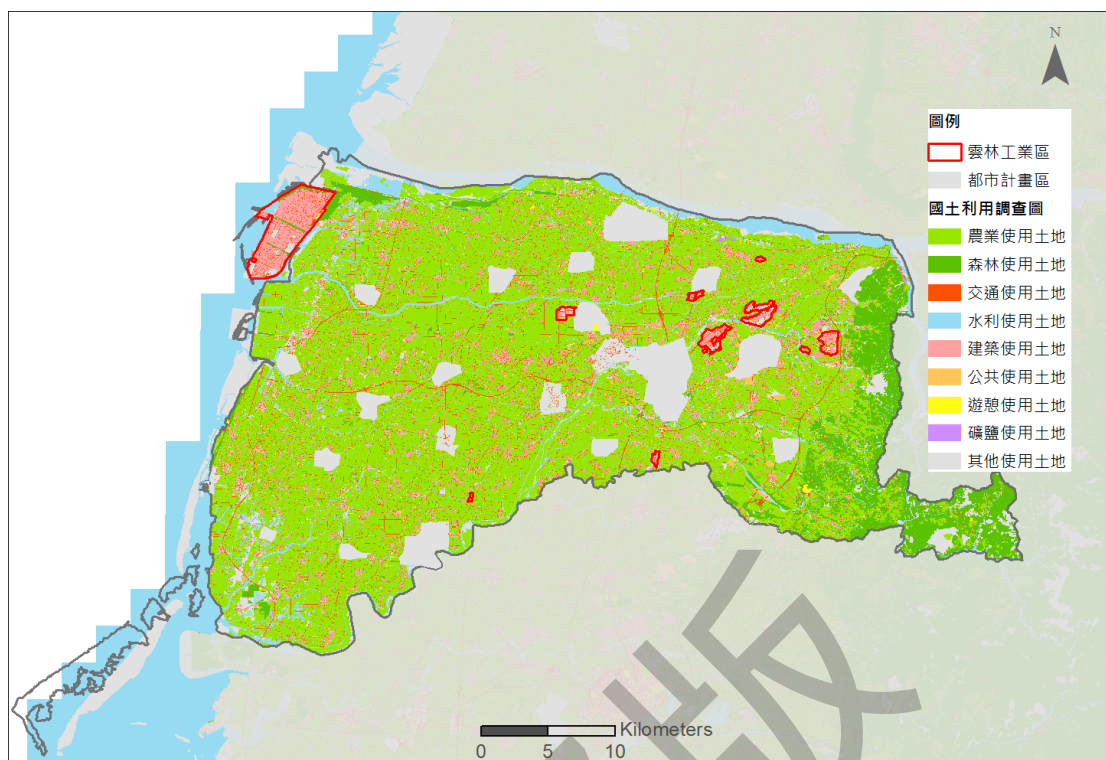 N
圖例
雲林工業區
都市計畫區
國土利用調查圖
農業使用土地
森林使用土地
交通使用土地
水利使用土地
建築使用土地
公共使用土地
遊憩使用土地
礦鹽使用土地
其他使用土地
Kilometers
0 5 10
版